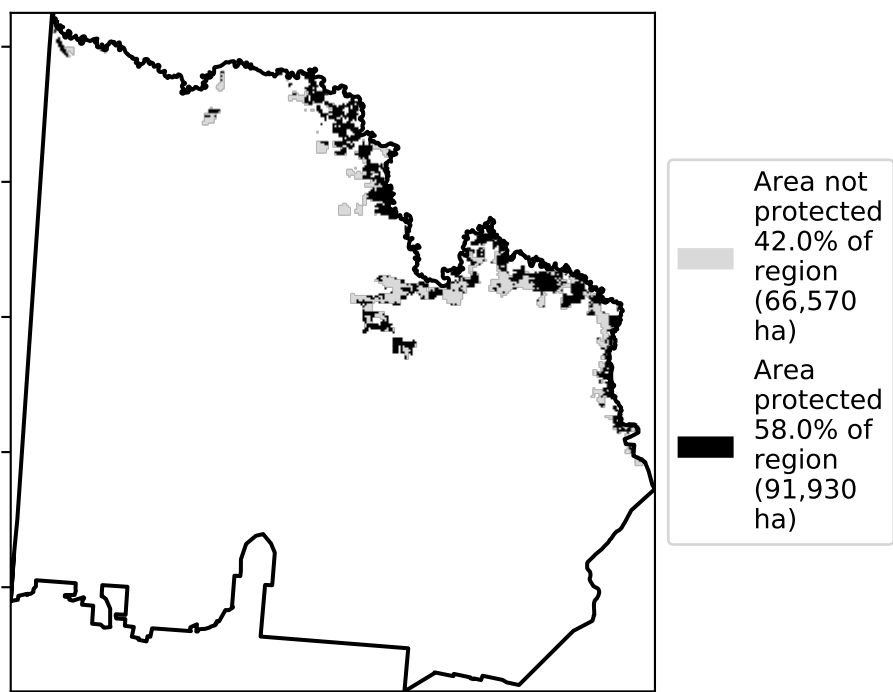 Area not
protected
42.0% of
region
(66,570
ha)
Area
protected
58.0% of
region
(91,930
ha)